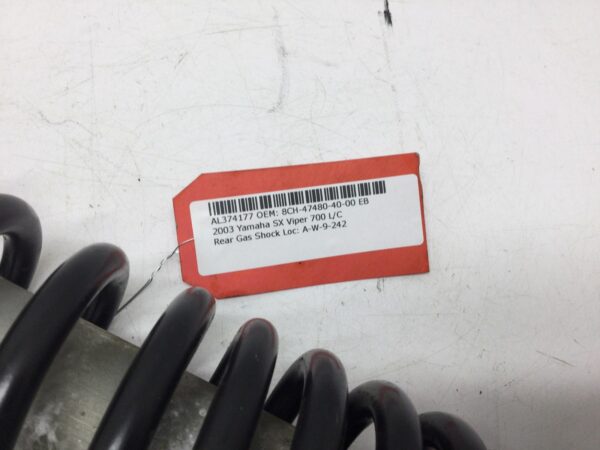 AL374177 OEM: 8CH-47480-40-00 EB
2003 Yamaha SX Viper 700 L/C
Rear Gas Shock Loc: A-W-9-242